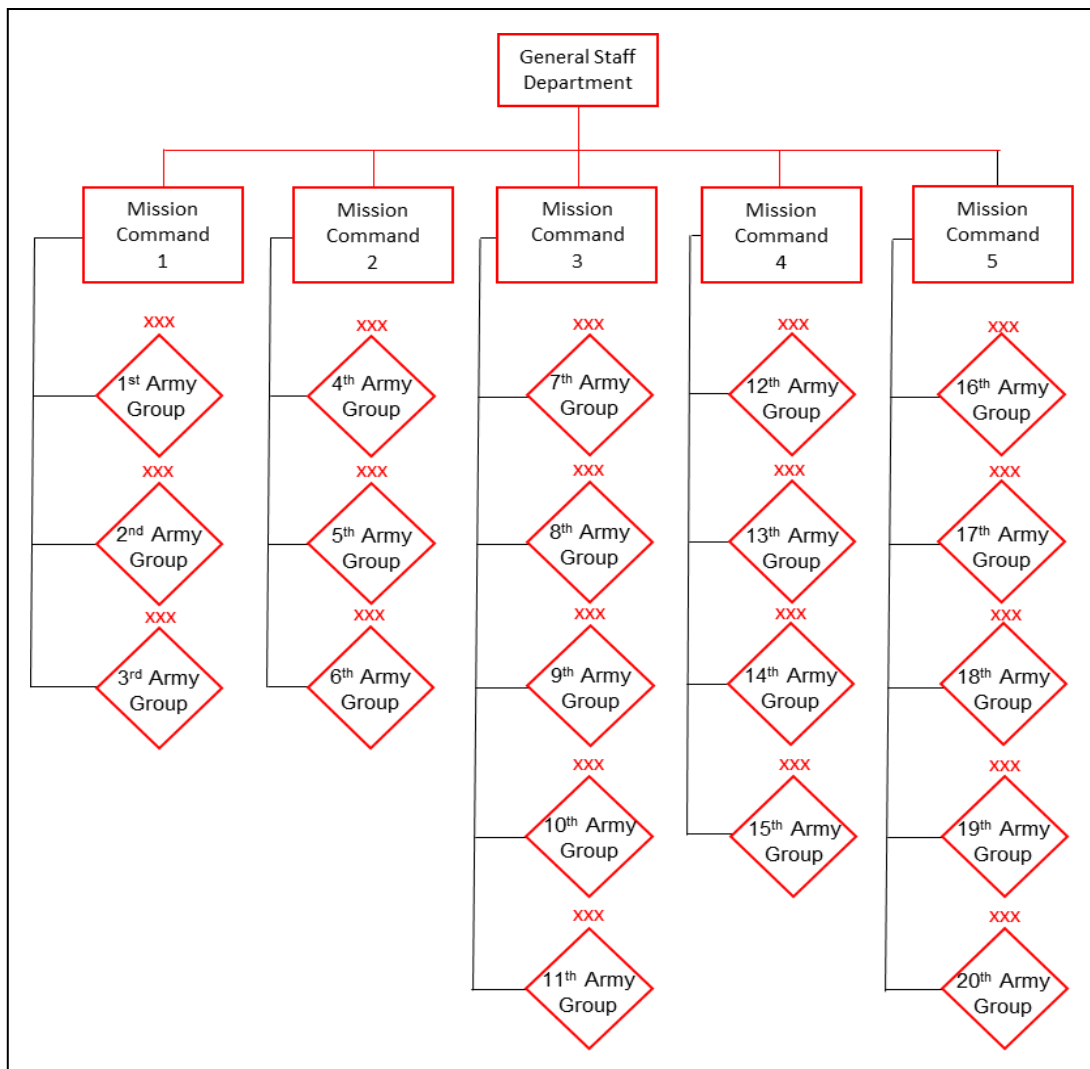 General Staff
Department
Mission
Command
1
Mission
Command
2
Mission
Command
3
Mission
Command
4
Mission
Command
5
XXX
1st Army
Group
XXX
2nd Army
Group
XXX
3rd Army
Group
XXX
4th Army
Group
XXX
5th Army
Group
XXX
6th Army
Group
XXX
7th Army
Group
XXX
8th Army
Group
XXX
9th Army
Group
XXX
10th Army
Group
XXX
11th Army
Group
XXX
12th Army
Group
XXX
13th Army
Group
XXX
14th Army
Group
XXX
15th Army
Group
XXX
16th Army
Group
XXX
17th Army
Group
XXX
18th Army
Group
XXX
19th Army
Group
XXX
20th Army
Group